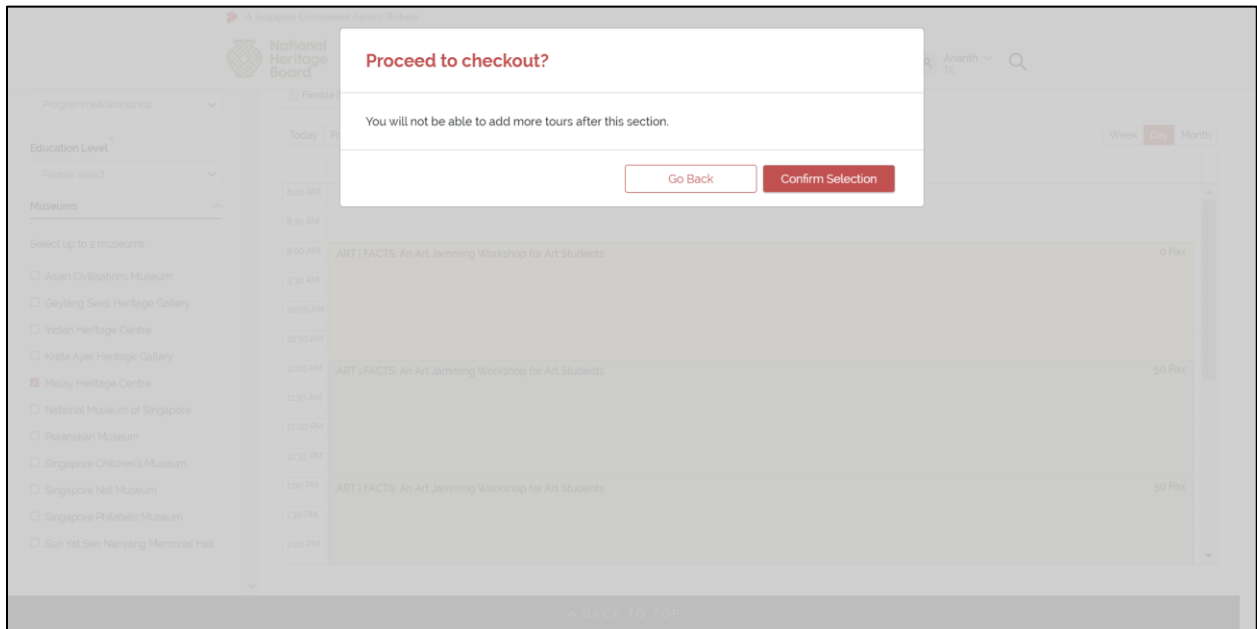 A Singapore Government Agency Website
National
Heritage
Board
Proceed to checkout?
You will not be able to add more tours after this section.
Go Back
Confirm Selection
Ananth
TE
Programme&Workshop
Education Level *
Please select
Museums
Select up to 2 museums
Asian Civilisations Museum
Geylang Serai Heritage Gallery
Indian Heritage Centre
Kreta Ayer Heritage Gallery
Malay Heritage Centre
National Museum of Singapore
Peranakan Museum
Singapore Children's Museum
Singapore Nat Museum
Singapore Philatelic Museum
Sun Yat Sen Nanyang Memorial Hall
Flexible
Today
Week Day Month
8:00 AM
8:30 AM
9:00 AM ART | FACTS: An Art Jamming Workshop for Art Students 0 Pax
9:30 AM
10:00 AM
10:30 AM
11:00 AM ART | FACTS: An Art Jamming Workshop for Art Students 50 Pax
11:30 AM
12:00 PM
12:30 PM
1:00 PM ART | FACTS: An Art Jamming Workshop for Art Students 50 Pax
1:30 PM
2:00 PM
BACK TO TOP